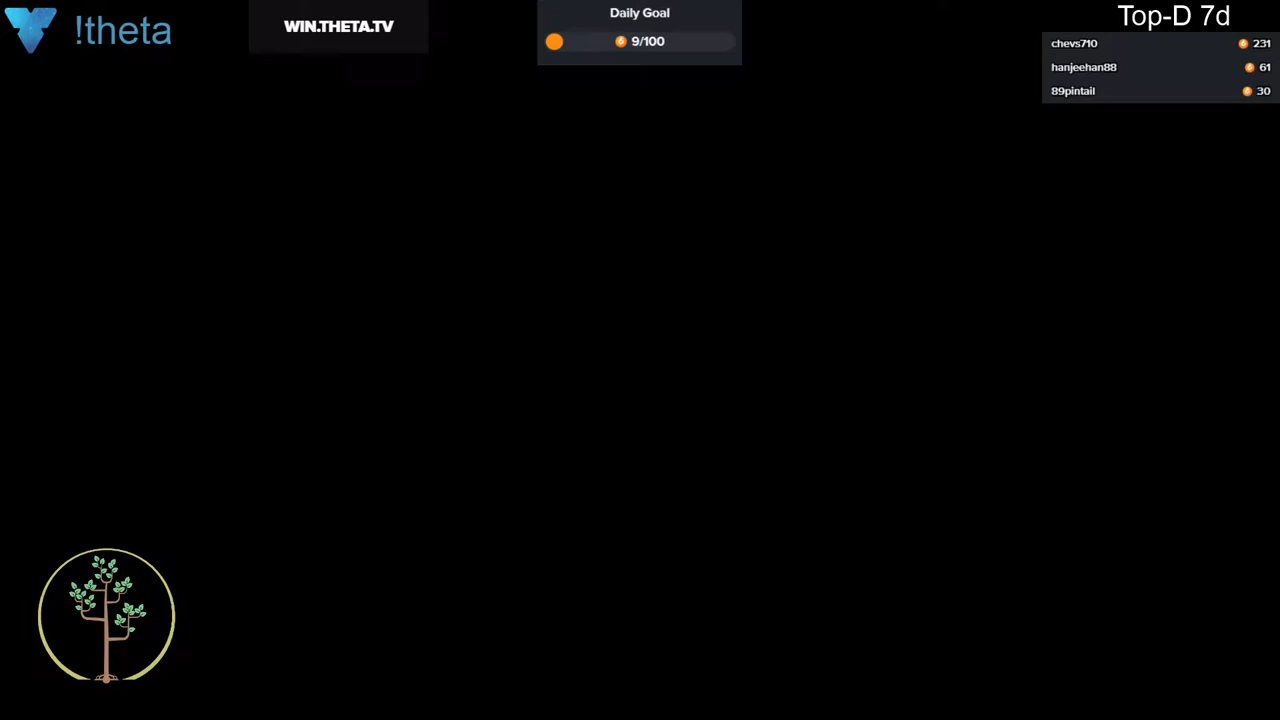 !theta
WIN.THETA.TV
Daily Goal
9/100
Top-D 7d
chevs710 231
hanjeehan88 61
89pintail 30